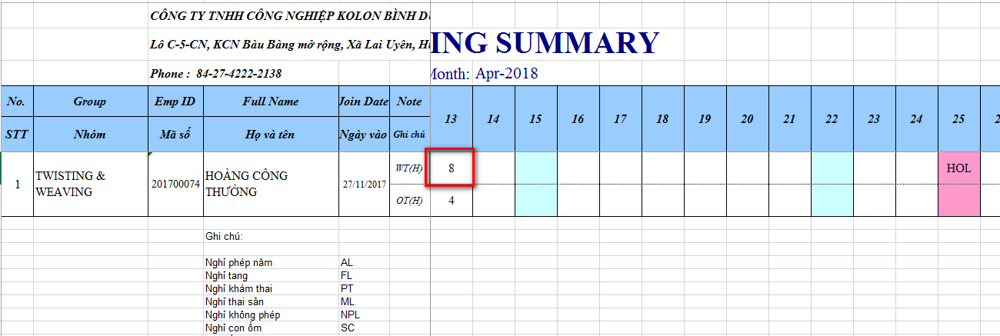 CÔNG TY TNHH CÔNG NGHIỆP KOLON BÌNH
ING SUMMARY
Lô C-5-CN, KCN Bàu Bàng mở rộng, Xã Lai Uyên,
Phone : 84-27-4222-2138
Month: Apr-2018
No. Group Emp ID Full Name Join Date Note
13 14 15 16 17 18 19 20 21 22 23 24 25
STT Nhóm Mã số Họ và tên Ngày vào Ghi chú
1 TWISTING & WEAVING 201700074 HOÀNG CÔNG THƯỞNG 27/11/2017
WT(H) 8 HOL
OT(H) 4
Ghi chú:
Nghỉ phép năm AL
Nghỉ tang FL
Nghỉ khám thai PT
Nghỉ thai sản ML
Nghỉ không phép NPL
Nghỉ con ốm SC